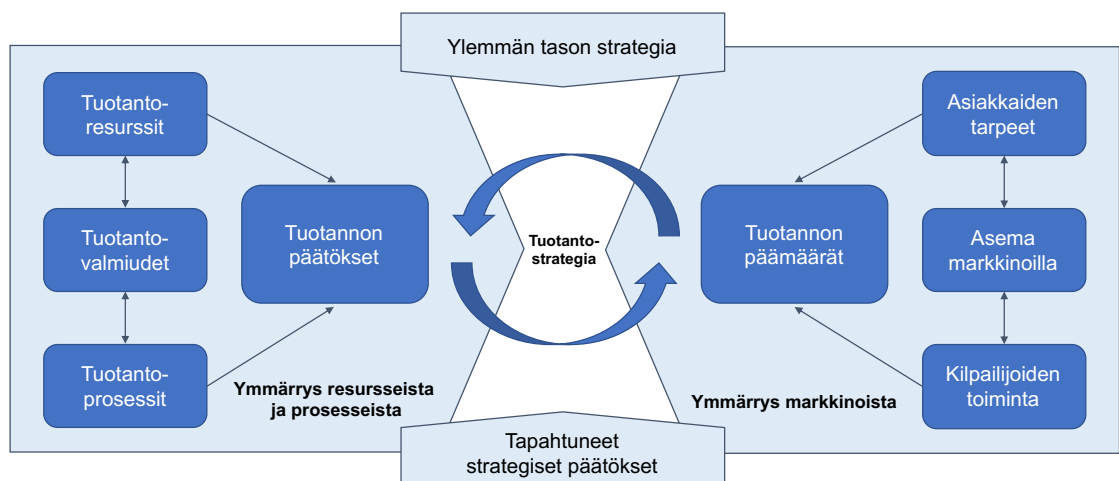 Ylemmän tason strategia
Tuotanto-
resurssit
Tuotanto-
valmiudet
Tuotanto-
prosessit
Tuotannon
päätökset
Ymmärrys resursseista
ja prosesseista
Tuotanto-
strategia
Tuotannon
päämäärät
Asiakkaiden
tarpeet
Asema
markkinoilla
Kilpailijoiden
toiminta
Ymmärrys markkinoista
Tapahtuneet
strategiset päätökset